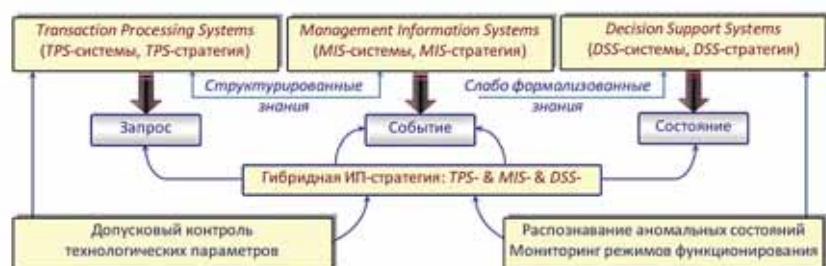 Transaction Processing Systems
(TPS-системы, TPS-стратегия)
Management Information Systems
(MIS-системы, MIS-стратегия)
Decision Support Systems
(DSS-системы, DSS-стратегия)
Структурированные
знания
Слабо формализованные
знания
Запрос
Событие
Состояние
Гибридная ИП-стратегия: TPS- & MIS- & DSS-
Допусковый контроль
технологических параметров
Распознавание аномальных состояний
Мониторинг режимов функционирования